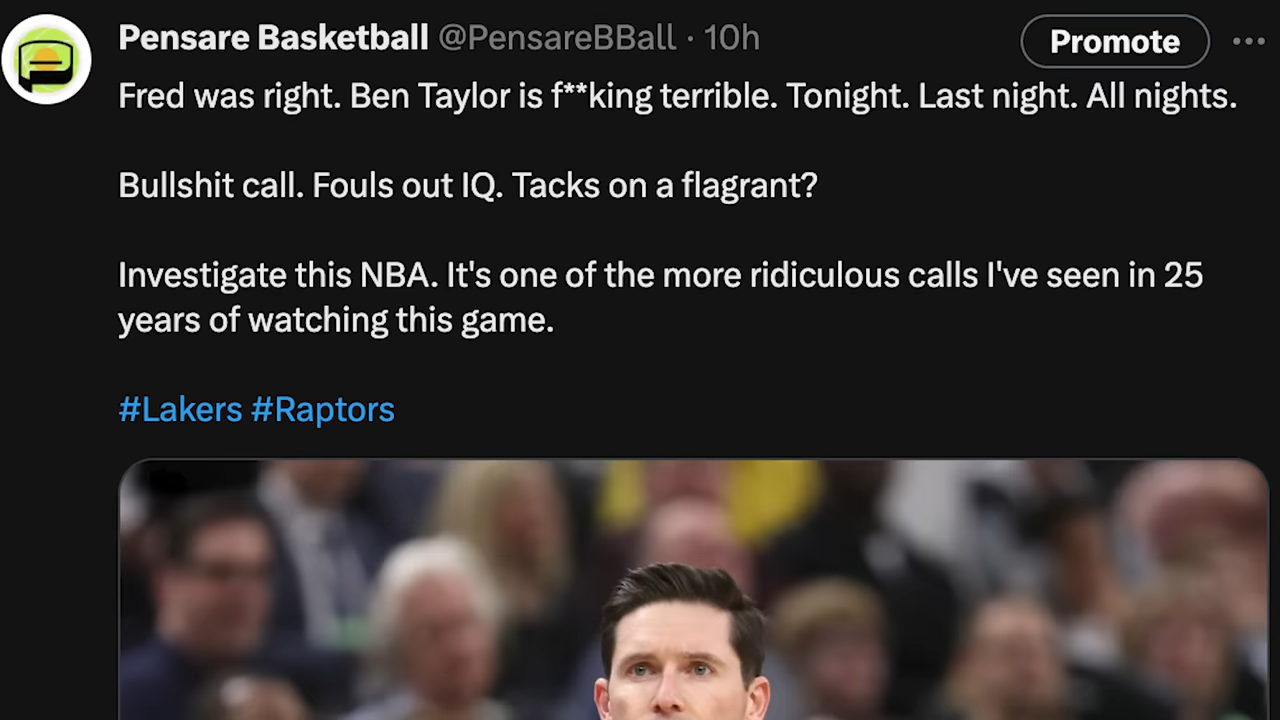 Pensare Basketball @PensareBBall · 10h
Promote
Fred was right. Ben Taylor is f**king terrible. Tonight. Last night. All nights.
Bullshit call. Fouls out IQ. Tacks on a flagrant?
Investigate this NBA. It's one of the more ridiculous calls I've seen in 25
years of watching this game.
#Lakers #Raptors